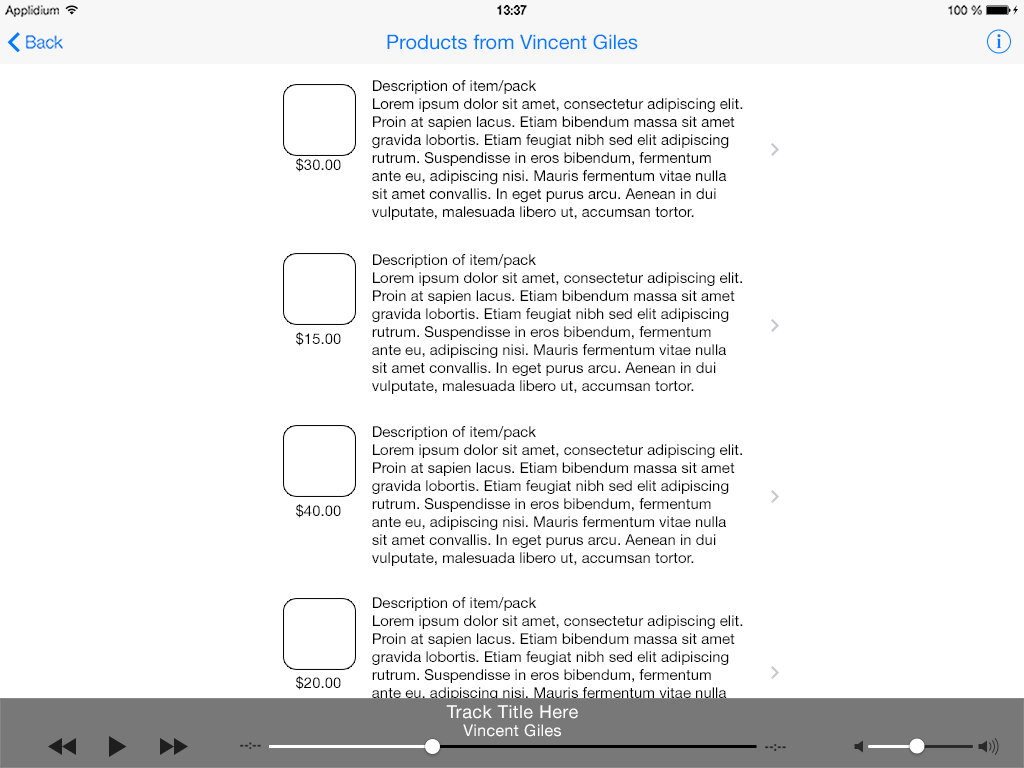 Applidium 13:37 100 %
Back Products from Vincent Giles i
Description of item/pack
Lorem ipsum dolor sit amet, consectetur adipiscing elit.
Proin at sapien lacus. Etiam bibendum massa sit amet
gravida lobortis. Etiam feugiat nibh sed elit adipiscing
rutrum. Suspendisse in eros bibendum, fermentum
ante eu, adipiscing nisi. Mauris fermentum vitae nulla
sit amet convallis. In eget purus arcu. Aenean in dui
vulputate, malesuada libero ut, accumsan tortor.
$30.00
Description of item/pack
Lorem ipsum dolor sit amet, consectetur adipiscing elit.
Proin at sapien lacus. Etiam bibendum massa sit amet
gravida lobortis. Etiam feugiat nibh sed elit adipiscing
rutrum. Suspendisse in eros bibendum, fermentum
ante eu, adipiscing nisi. Mauris fermentum vitae nulla
sit amet convallis. In eget purus arcu. Aenean in dui
vulputate, malesuada libero ut, accumsan tortor.
$15.00
Description of item/pack
Lorem ipsum dolor sit amet, consectetur adipiscing elit.
Proin at sapien lacus. Etiam bibendum massa sit amet
gravida lobortis. Etiam feugiat nibh sed elit adipiscing
rutrum. Suspendisse in eros bibendum, fermentum
ante eu, adipiscing nisi. Mauris fermentum vitae nulla
sit amet convallis. In eget purus arcu. Aenean in dui
vulputate, malesuada libero ut, accumsan tortor.
$40.00
Description of item/pack
Lorem ipsum dolor sit amet, consectetur adipiscing elit.
Proin at sapien lacus. Etiam bibendum massa sit amet
gravida lobortis. Etiam feugiat nibh sed elit adipiscing
rutrum. Suspendisse in eros bibendum, fermentum
ante eu, adipiscing nisi. Mauris fermentum vitae nulla
$20.00
Track Title Here
Vincent Giles
--:-- --:--